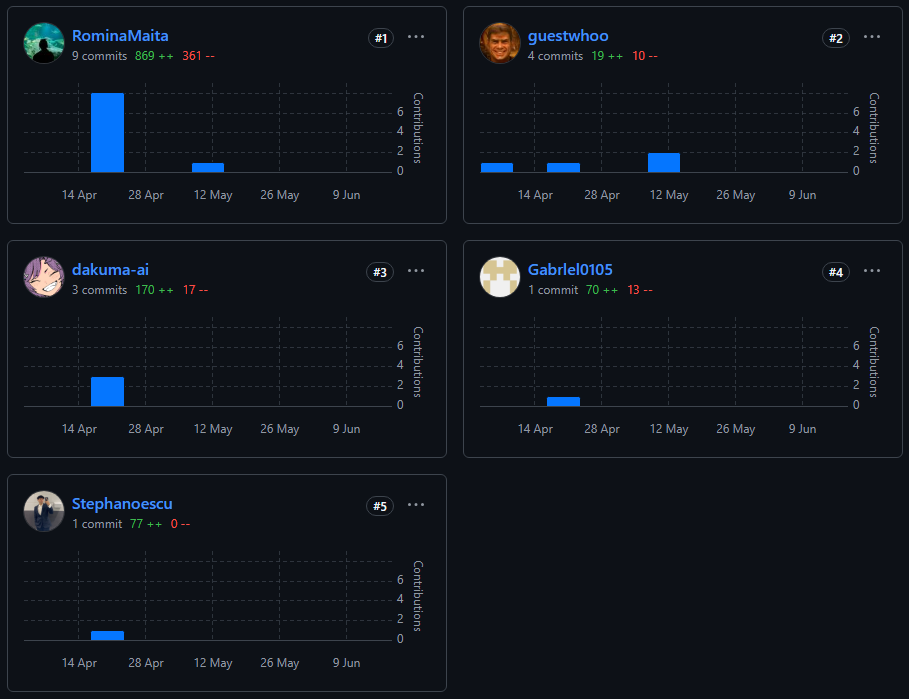 RominaMaita
#1
...
9 commits 869 ++ 361 --
Contributions
6
4
2
0
14 Apr 28 Apr 12 May 26 May 9 Jun
guestwhoo
#2
...
4 commits 19 ++ 10 --
Contributions
6
4
2
0
14 Apr 28 Apr 12 May 26 May 9 Jun
dakuma-ai
#3
...
3 commits 170 ++ 17 --
Contributions
6
4
2
0
14 Apr 28 Apr 12 May 26 May 9 Jun
Gabrlel0105
#4
...
1 commit 70 ++ 13 --
Contributions
6
4
2
0
14 Apr 28 Apr 12 May 26 May 9 Jun
Stephanoescu
#5
...
1 commit 77 ++ 0 --
Contributions
6
4
2
0
14 Apr 28 Apr 12 May 26 May 9 Jun